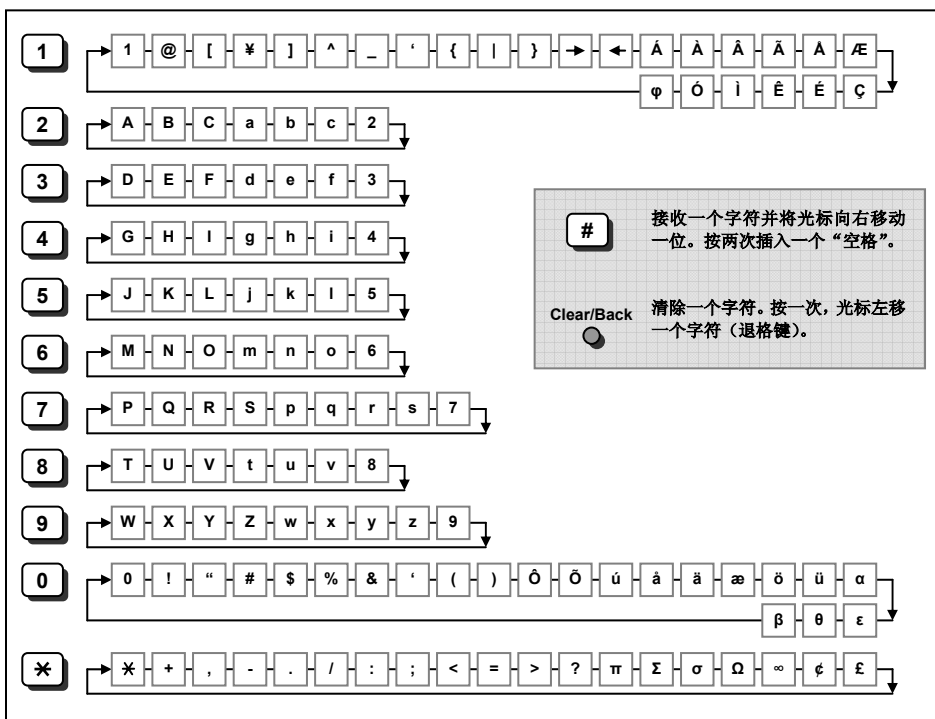 1 1 @ [ ¥ ] ^ _ ‘ { | } → ← Á À Â Ã Å Æ
φ Ó Ì Ê É Ç
2 A B C a b c 2
3 D E F d e f 3
4 G H I g h i 4
5 J K L j k l 5
6 M N O m n o 6
7 P Q R S p q r s 7
8 T U V t u v 8
9 W X Y Z w x y z 9
0 0 ! “ # $ % & ‘ ( ) Ô Õ ú å ä æ ö ü α
β θ ε
* * + , - . / : ; < = > ? π Σ σ Ω ∞ ¢ £
# 接收一个字符并将光标向右移动
一位。按两次插入一个“空格”。
Clear/Back 清除一个字符。按一次，光标左移
一个字符（退格键）。